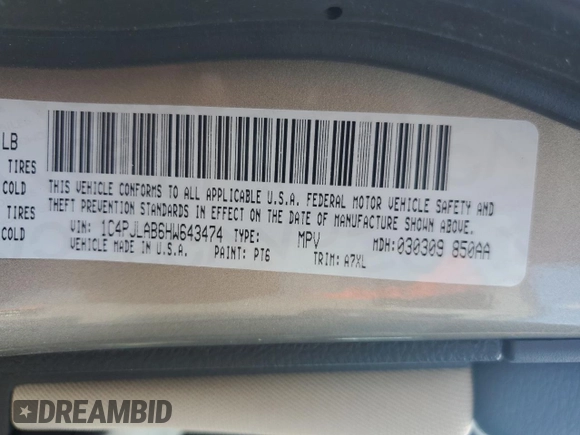 LB
TIRES
COLD
TIRES
COLD
THIS VEHICLE CONFORMS TO ALL APPLICABLE U.S.A. FEDERAL MOTOR VEHICLE SAFETY AND
THEFT PREVENTION STANDARDS IN EFFECT ON THE DATE OF MANUFACTURE SHOWN ABOVE.
VIN: 1C4PJLAB6HW643474 TYPE: MPV MDH:030309 850AA
VEHICLE MADE IN U.S.A. PAINT: PT6 TRIM: A7XL
DREAMBID